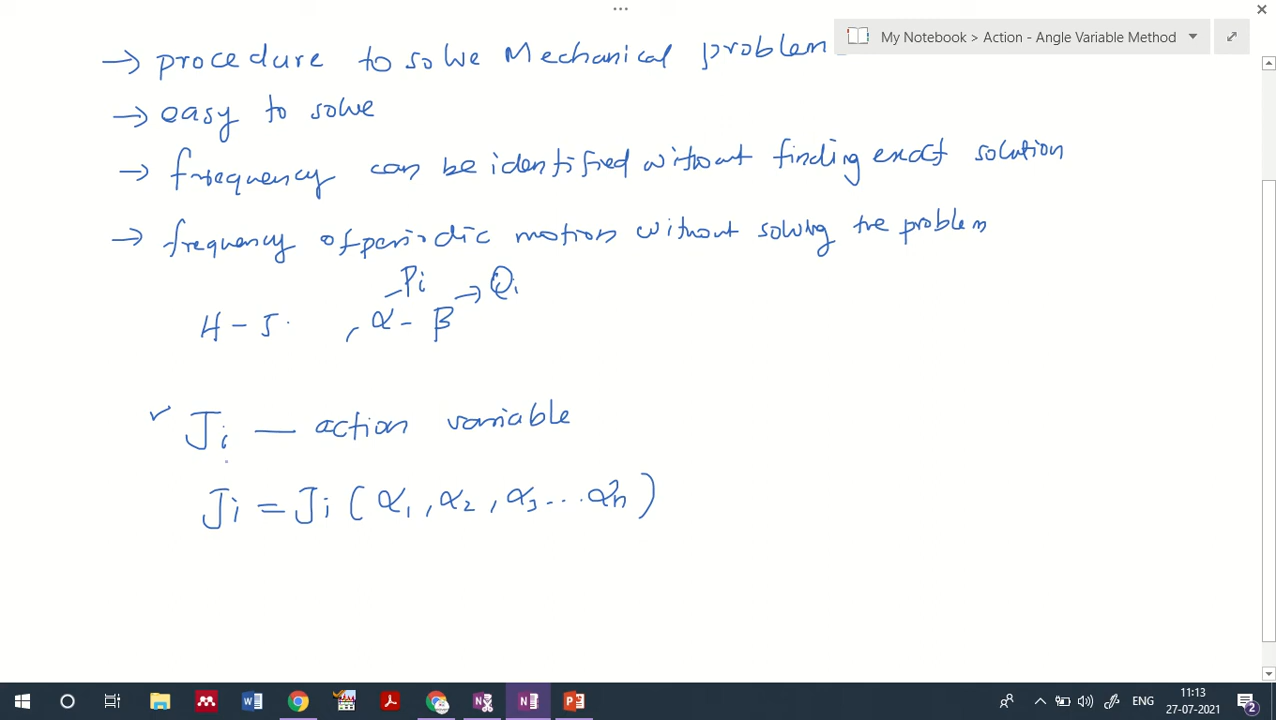 My Notebook > Action - Angle Variable Method
→ procedure to solve Mechanical problem
→ easy to solve
→ frequency can be identified without finding exact solution
→ frequency of periodic motion without solving the problem
Pi → Qi
H - J. , α - β
✓ Ji — action variable
Ji = Ji ( α1 , α2 , α3 ... αn )
ENG
11:13
27-07-2021
2